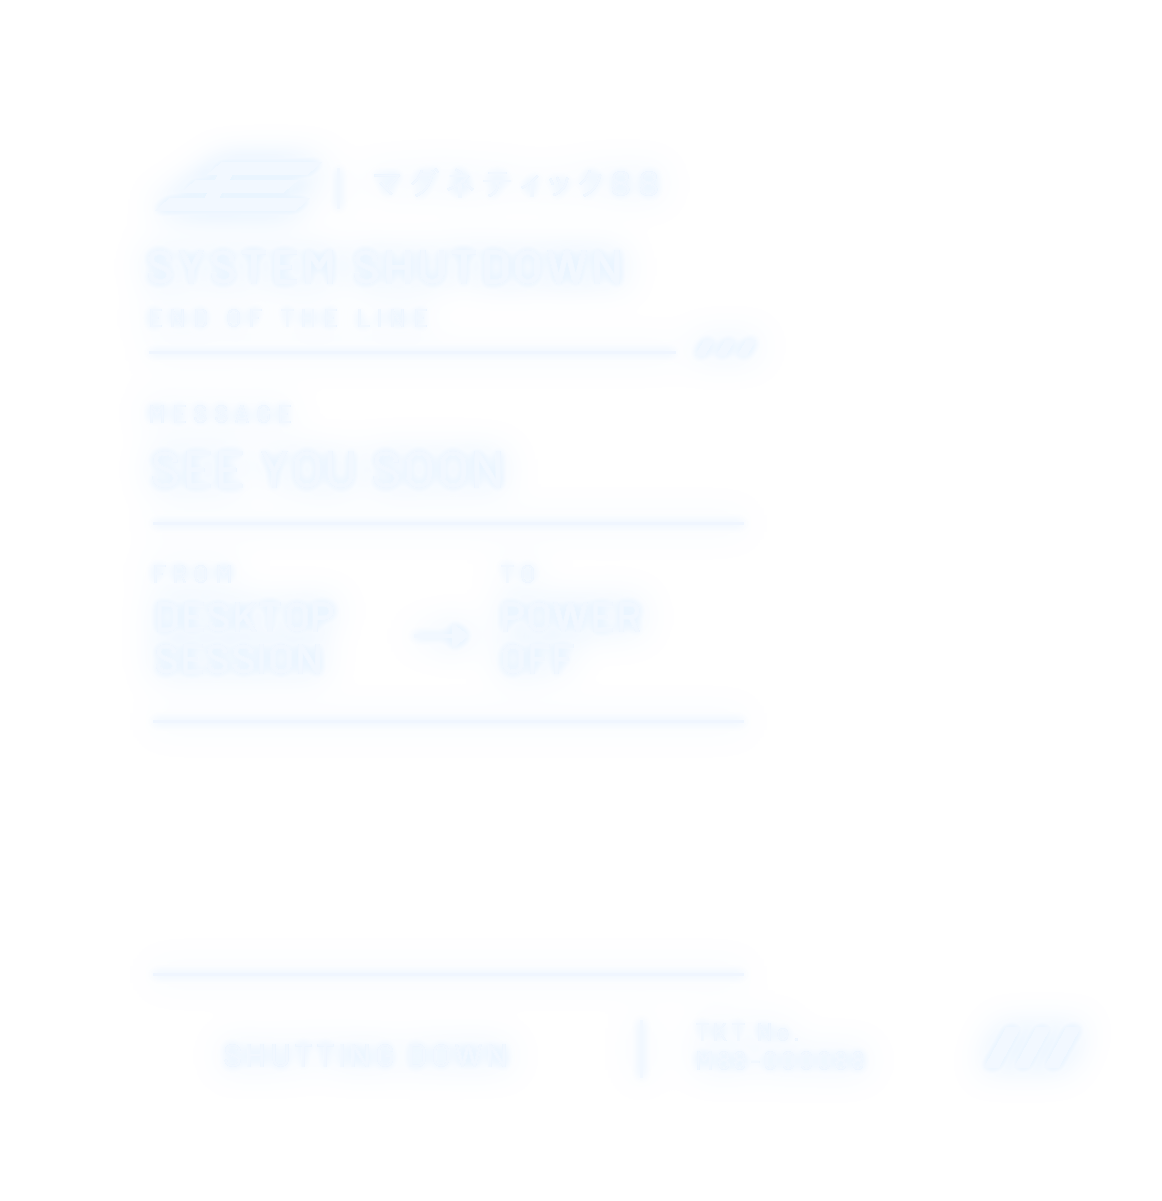 マグネティック
SYSTEM SHUTDOWN
END OF THE LINE
MESSAGE
SEE YOU SOON
FROM
TO
DESKTOP
SESSION
POWER
OFF
SHUTTING DOWN
TKT No.